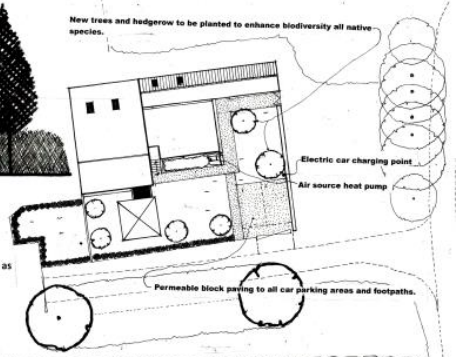 New trees and hedgerow to be planted to enhance biodiversity all native
species.
Electric car charging point
Air source heat pump
as
Permeable block paving to all car parking areas and footpaths.